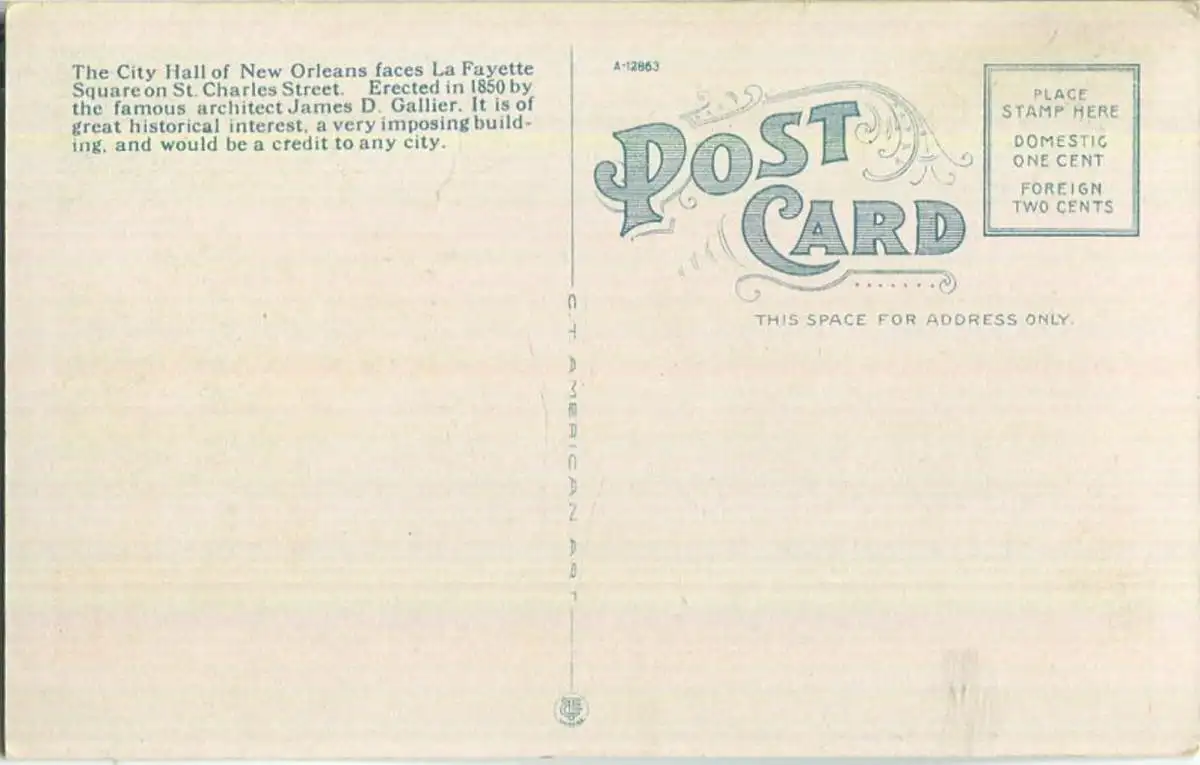 The City Hall of New Orleans faces La Fayette
Square on St. Charles Street. Erected in 1850 by
the famous architect James D. Gallier. It is of
great historical interest, a very imposing build-
ing, and would be a credit to any city.
A-12863
POST
CARD
PLACE
STAMP HERE
DOMESTIC
ONE CENT
FOREIGN
TWO CENTS
THIS SPACE FOR ADDRESS ONLY.
C.T. AMERICAN ART